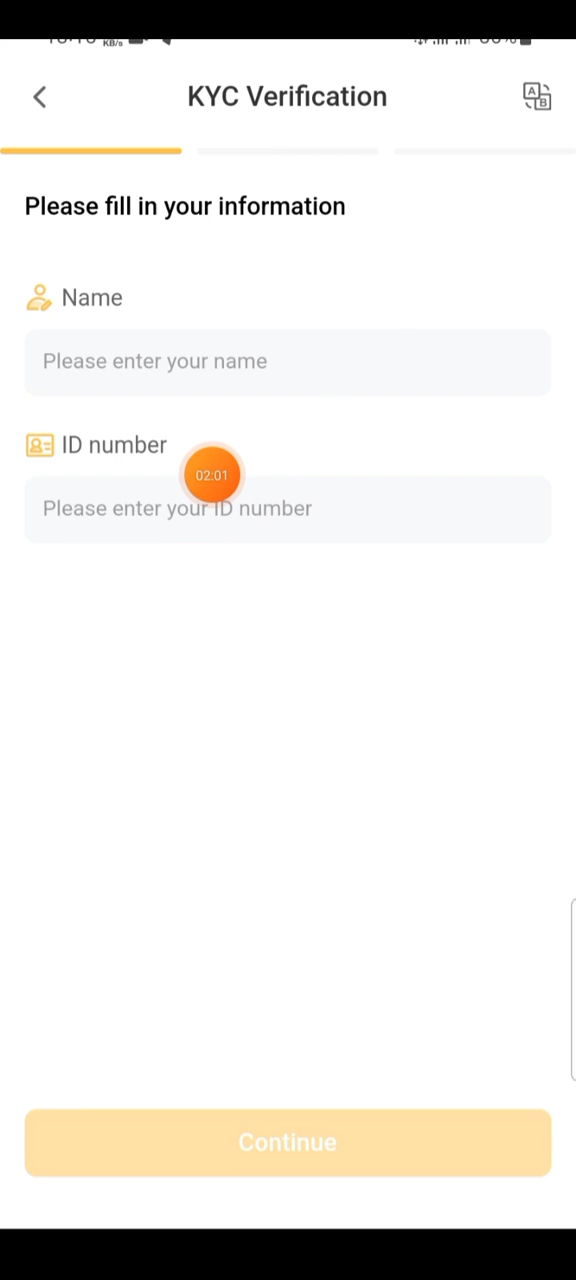 KB/s
KYC Verification
A
B
Please fill in your information
Name
Please enter your name
ID number
02:01
Please enter your ID number
Continue